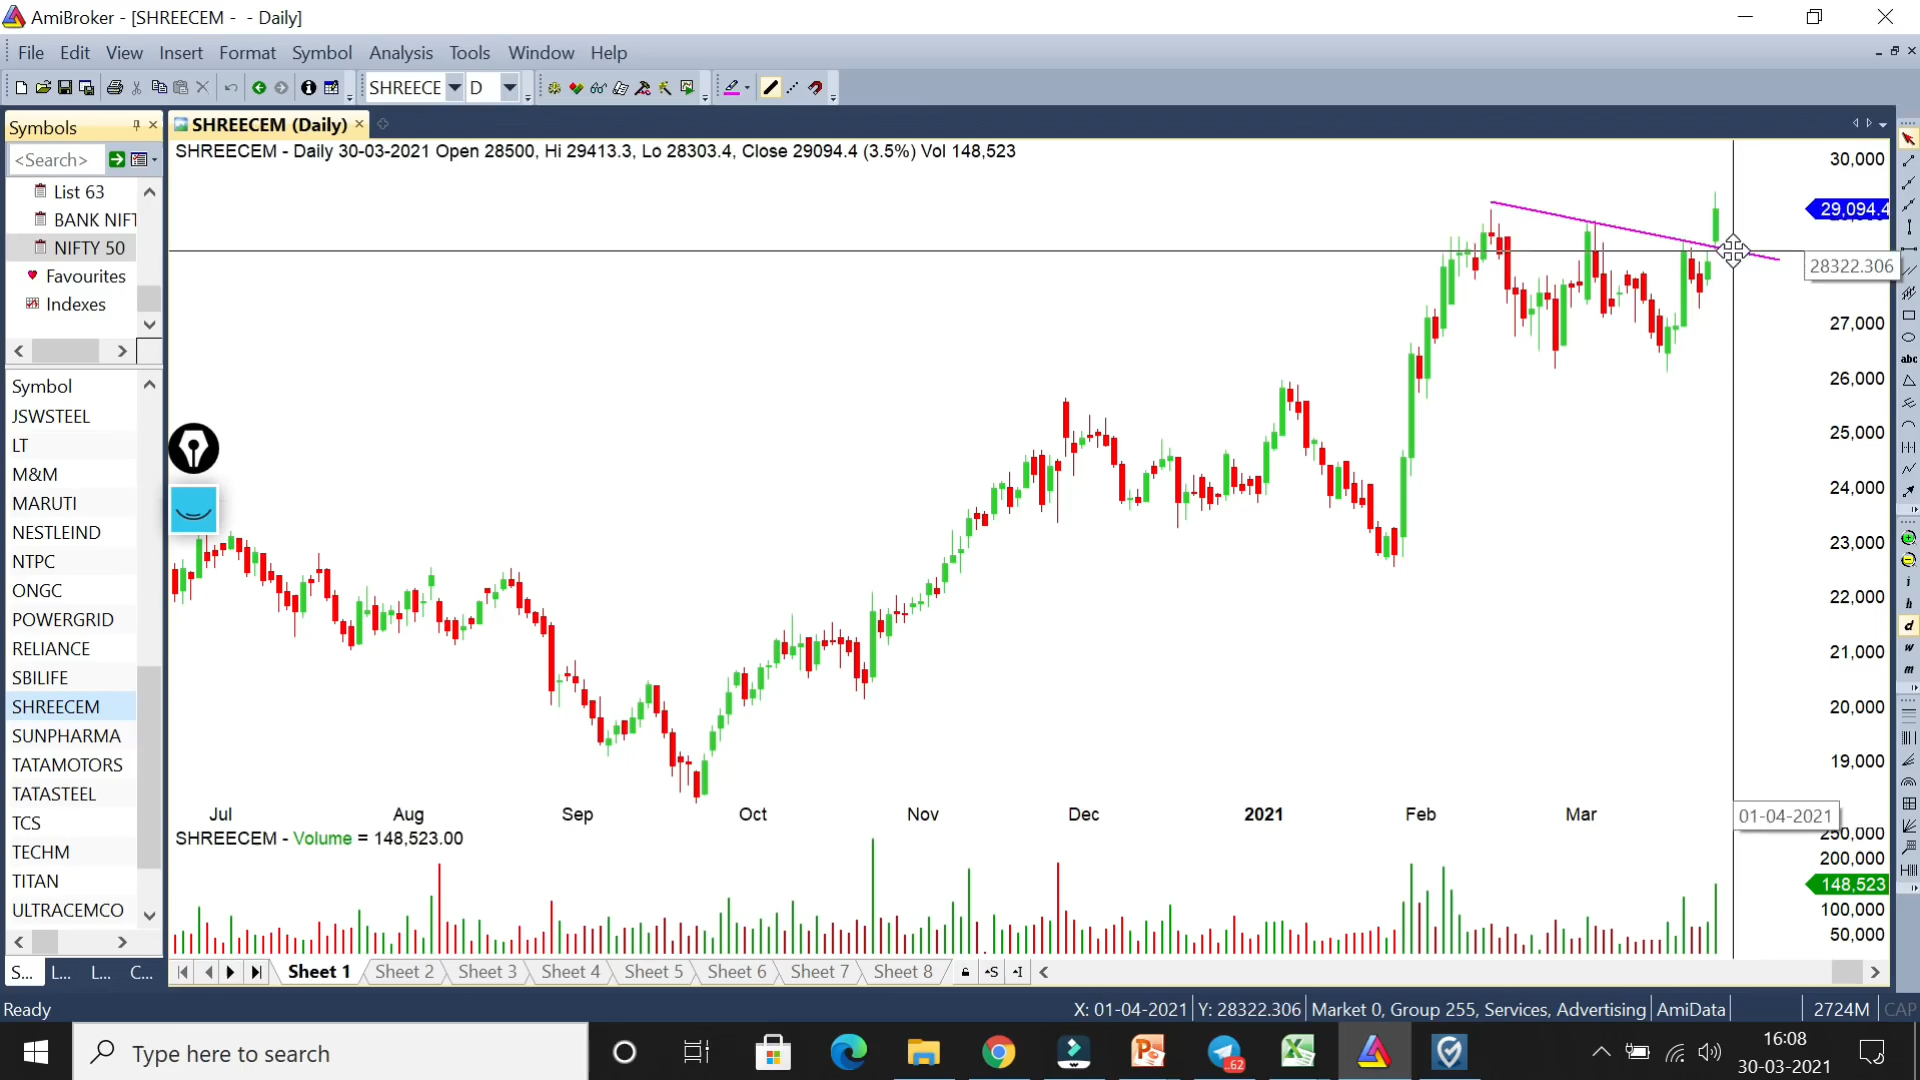 AmiBroker - [SHREECEM - - Daily]
File Edit View Insert Format Symbol Analysis Tools Window Help
SHREECE D
Symbols
SHREECEM (Daily)
<Search>
SHREECEM - Daily 30-03-2021 Open 28500, Hi 29413.3, Lo 28303.4, Close 29094.4 (3.5%) Vol 148,523
List 63
BANK NIFT
NIFTY 50
Favourites
Indexes
30,000
29,094.4
28322.306
27,000
26,000
25,000
24,000
23,000
22,000
21,000
20,000
19,000
Symbol
JSWSTEEL
LT
M&M
MARUTI
NESTLEIND
NTPC
ONGC
POWERGRID
RELIANCE
SBILIFE
SHREECEM
SUNPHARMA
TATAMOTORS
TATASTEEL
TCS
TECHM
TITAN
ULTRACEMCO
abc
i
h
d
w
m
Jul Aug Sep Oct Nov Dec 2021 Feb Mar
01-04-2021
SHREECEM - Volume = 148,523.00
250,000
200,000
148,523
100,000
50,000
S... L... L... C...
Sheet 1 Sheet 2 Sheet 3 Sheet 4 Sheet 5 Sheet 6 Sheet 7 Sheet 8
Ready
X: 01-04-2021 Y: 28322.306 Market 0, Group 255, Services, Advertising AmiData 2724M CAP
Type here to search
62
16:08
30-03-2021